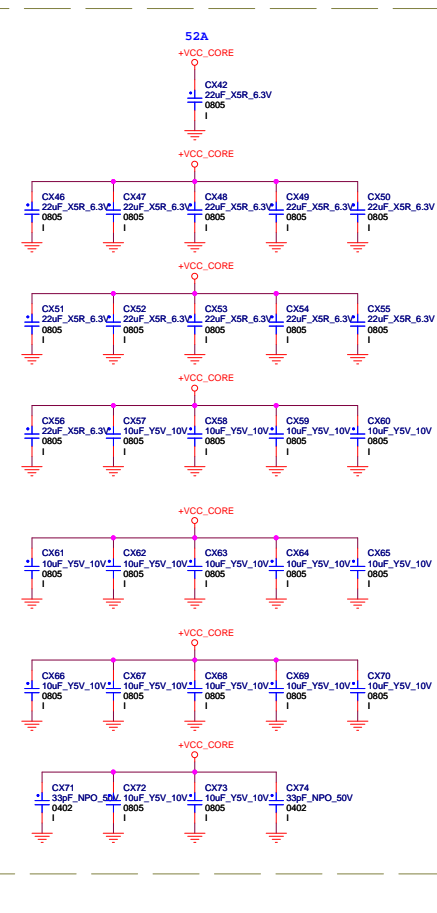 52A
+VCC_CORE
CX42
22uF_X5R_6.3V
0805
I
+VCC_CORE
CX46 CX47 CX48 CX49 CX50
22uF_X5R_6.3V 22uF_X5R_6.3V 22uF_X5R_6.3V 22uF_X5R_6.3V 22uF_X5R_6.3V
0805 0805 0805 0805 0805
I I I I I
+VCC_CORE
CX51 CX52 CX53 CX54 CX55
22uF_X5R_6.3V 22uF_X5R_6.3V 22uF_X5R_6.3V 22uF_X5R_6.3V 22uF_X5R_6.3V
0805 0805 0805 0805 0805
I I I I I
+VCC_CORE
CX56 CX57 CX58 CX59 CX60
22uF_X5R_6.3V 10uF_Y5V_10V 10uF_Y5V_10V 10uF_Y5V_10V 10uF_Y5V_10V
0805 0805 0805 0805 0805
I I I I I
+VCC_CORE
CX61 CX62 CX63 CX64 CX65
10uF_Y5V_10V 10uF_Y5V_10V 10uF_Y5V_10V 10uF_Y5V_10V 10uF_Y5V_10V
0805 0805 0805 0805 0805
I I I I I
+VCC_CORE
CX66 CX67 CX68 CX69 CX70
10uF_Y5V_10V 10uF_Y5V_10V 10uF_Y5V_10V 10uF_Y5V_10V 10uF_Y5V_10V
0805 0805 0805 0805 0805
I I I I I
+VCC_CORE
CX71 CX72 CX73 CX74
33pF_NPO_50V 10uF_Y5V_10V 10uF_Y5V_10V 33pF_NPO_50V
0402 0805 0805 0402
I I I I